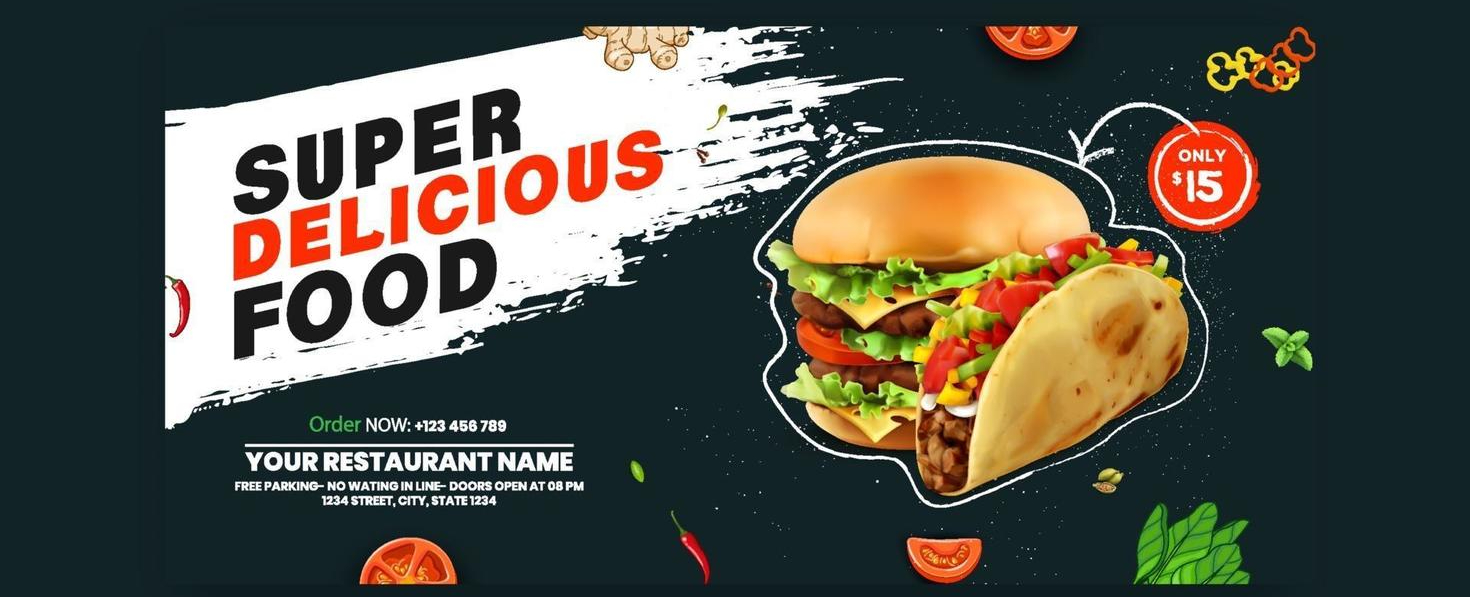 SUPER
DELICIOUS
FOOD
ONLY
$15
Order NOW: +123 456 789
YOUR RESTAURANT NAME
FREE PARKING- NO WATING IN LINE- DOORS OPEN AT 08 PM
1234 STREET, CITY, STATE 1234